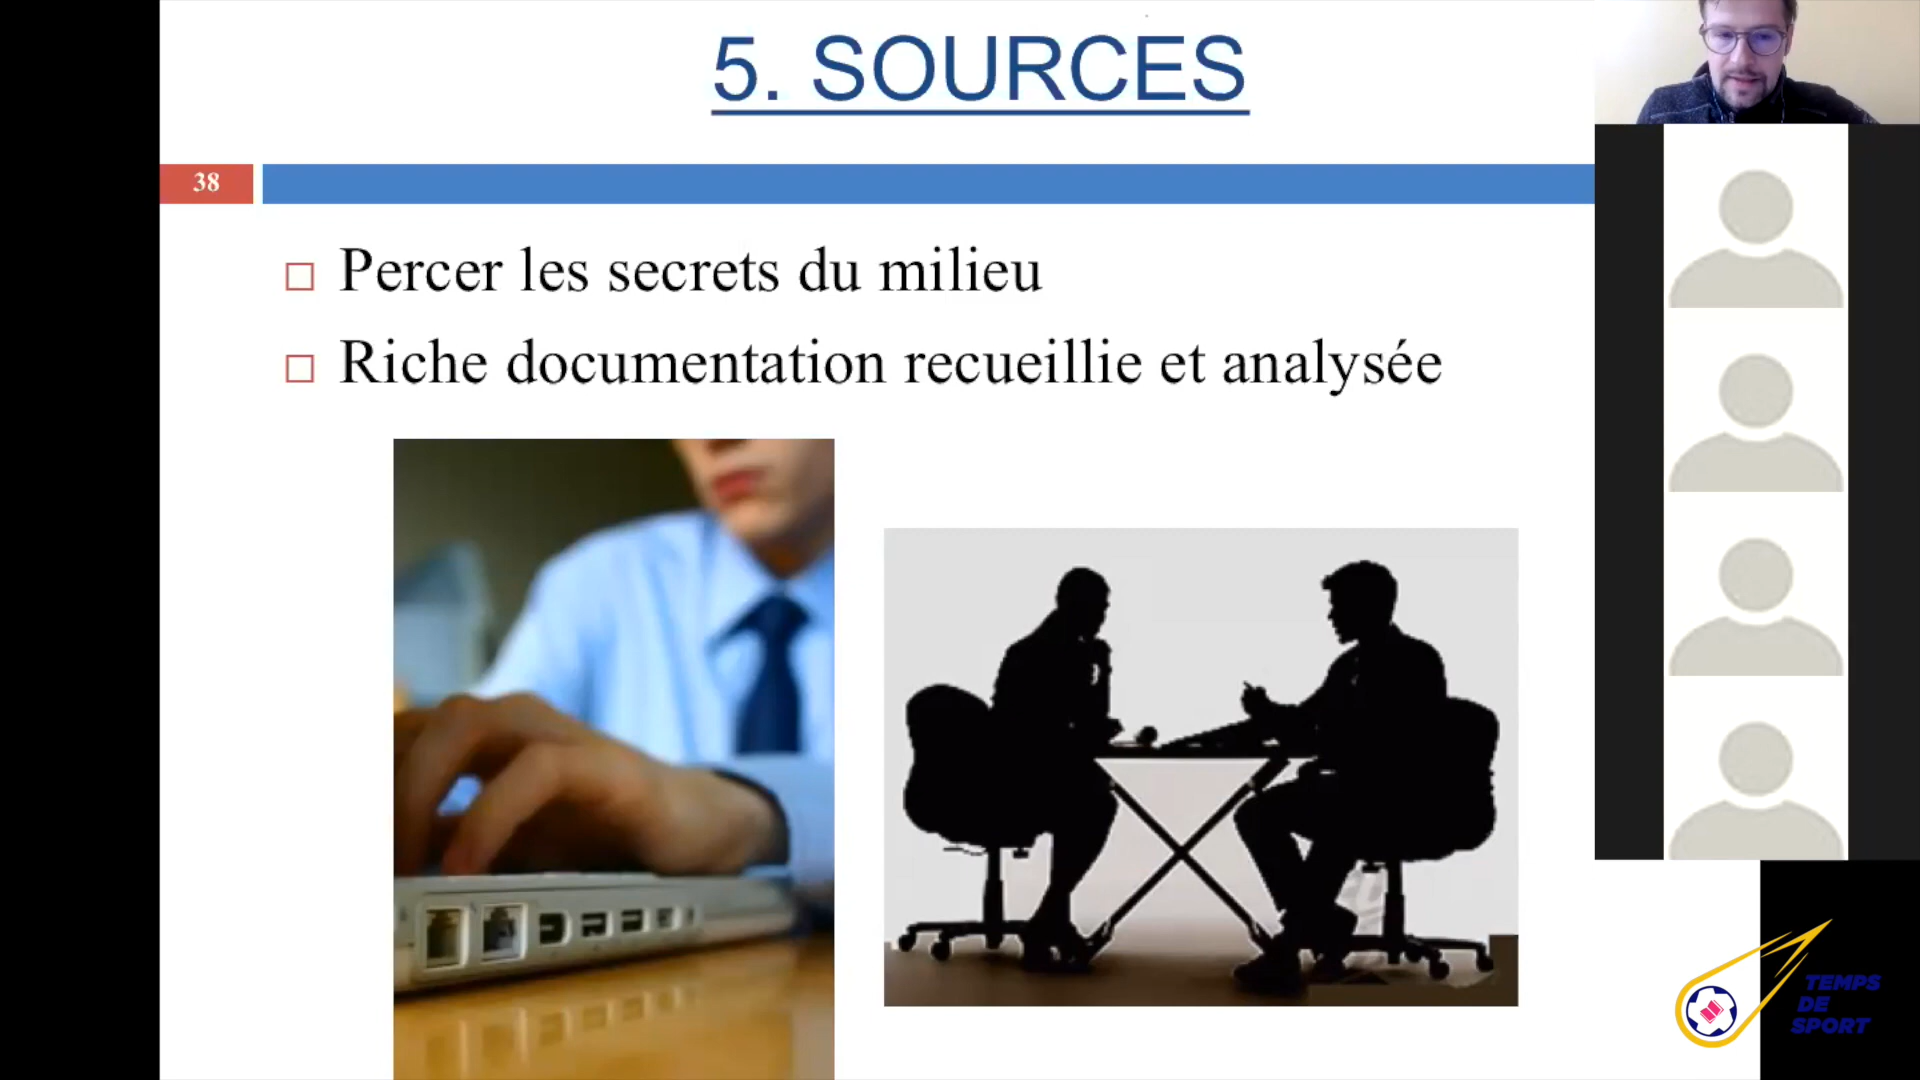 5. SOURCES
38
Percer les secrets du milieu
Riche documentation recueillie et analysée
TEMPS
DE
SPORT